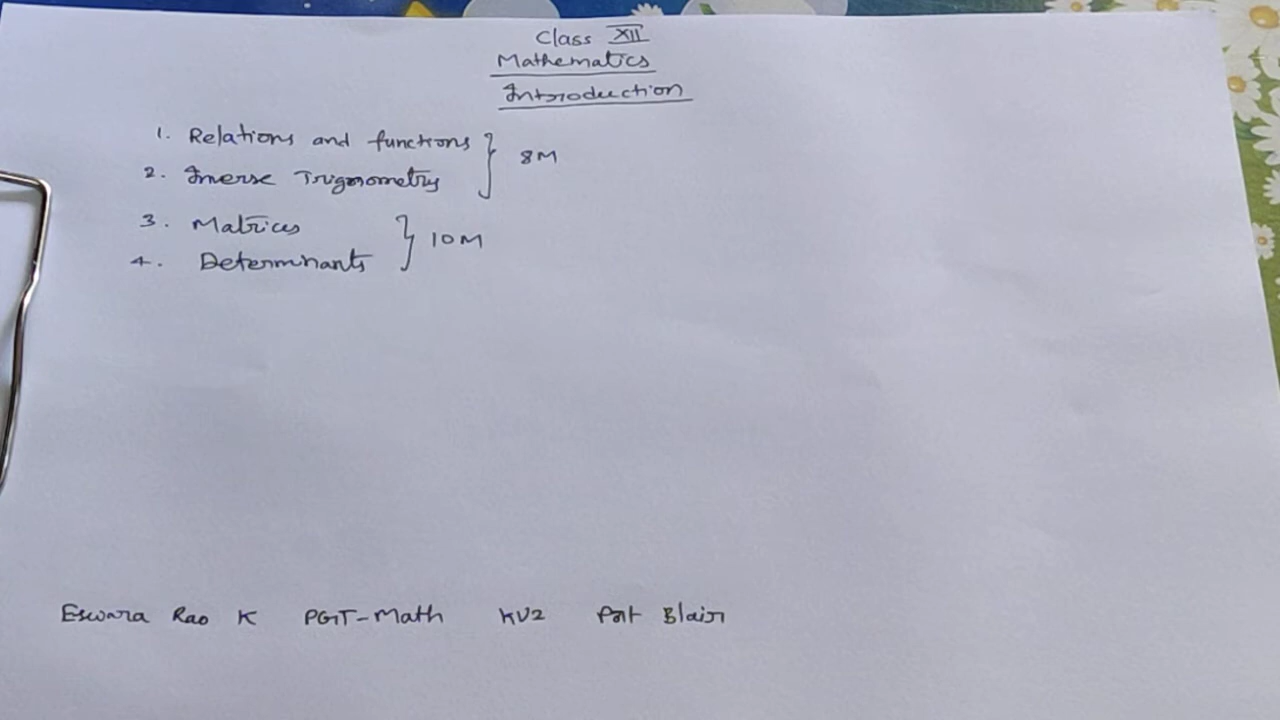 Class XII
Mathematics
Introduction
1. Relations and functions } 8M
2. Inverse Trigonometry
3. Matrices } 10M
4. Determinants
Eswara Rao K PGT-Math KV2 Port Blair